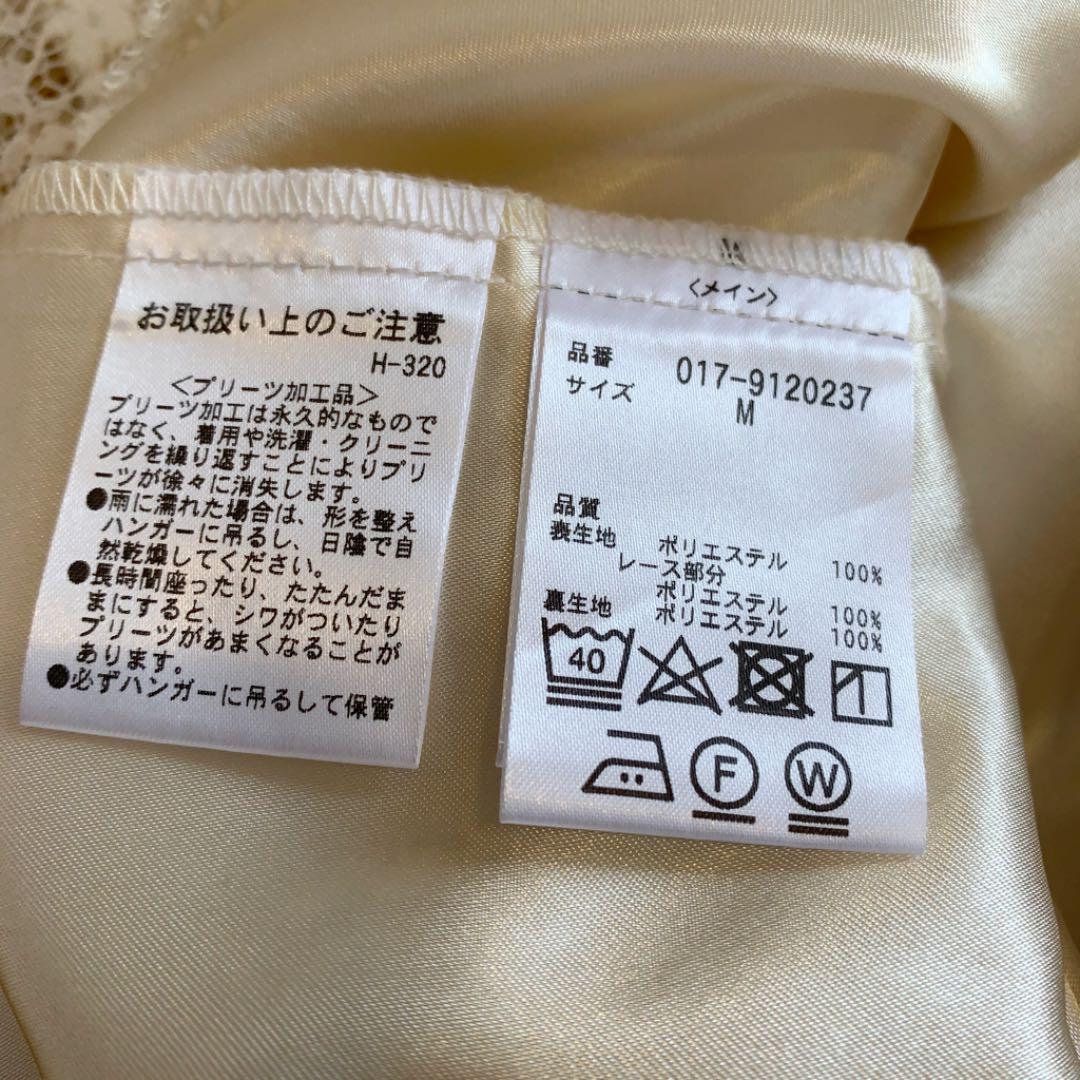 お取扱い上のご注意
H-320
<プリーツ加工品>
プリーツ加工は永久的なもので
はなく、着用や洗濯・クリーニ
ングを繰り返すことによりプリ
ーツが徐々に消失します。
●雨に濡れた場合は、形を整え
ハンガーに吊るし、日陰で自
然乾燥してください。
●長時間座ったり、たたんだま
まにすると、シワがついたり
プリーツがあまくなることが
あります。
●必ずハンガーに吊るして保管
〈メイン〉
品番 017-9120237
サイズ M
品質
表生地 ポリエステル 100%
レース部分
ポリエステル 100%
裏生地 ポリエステル 100%
40
F
W